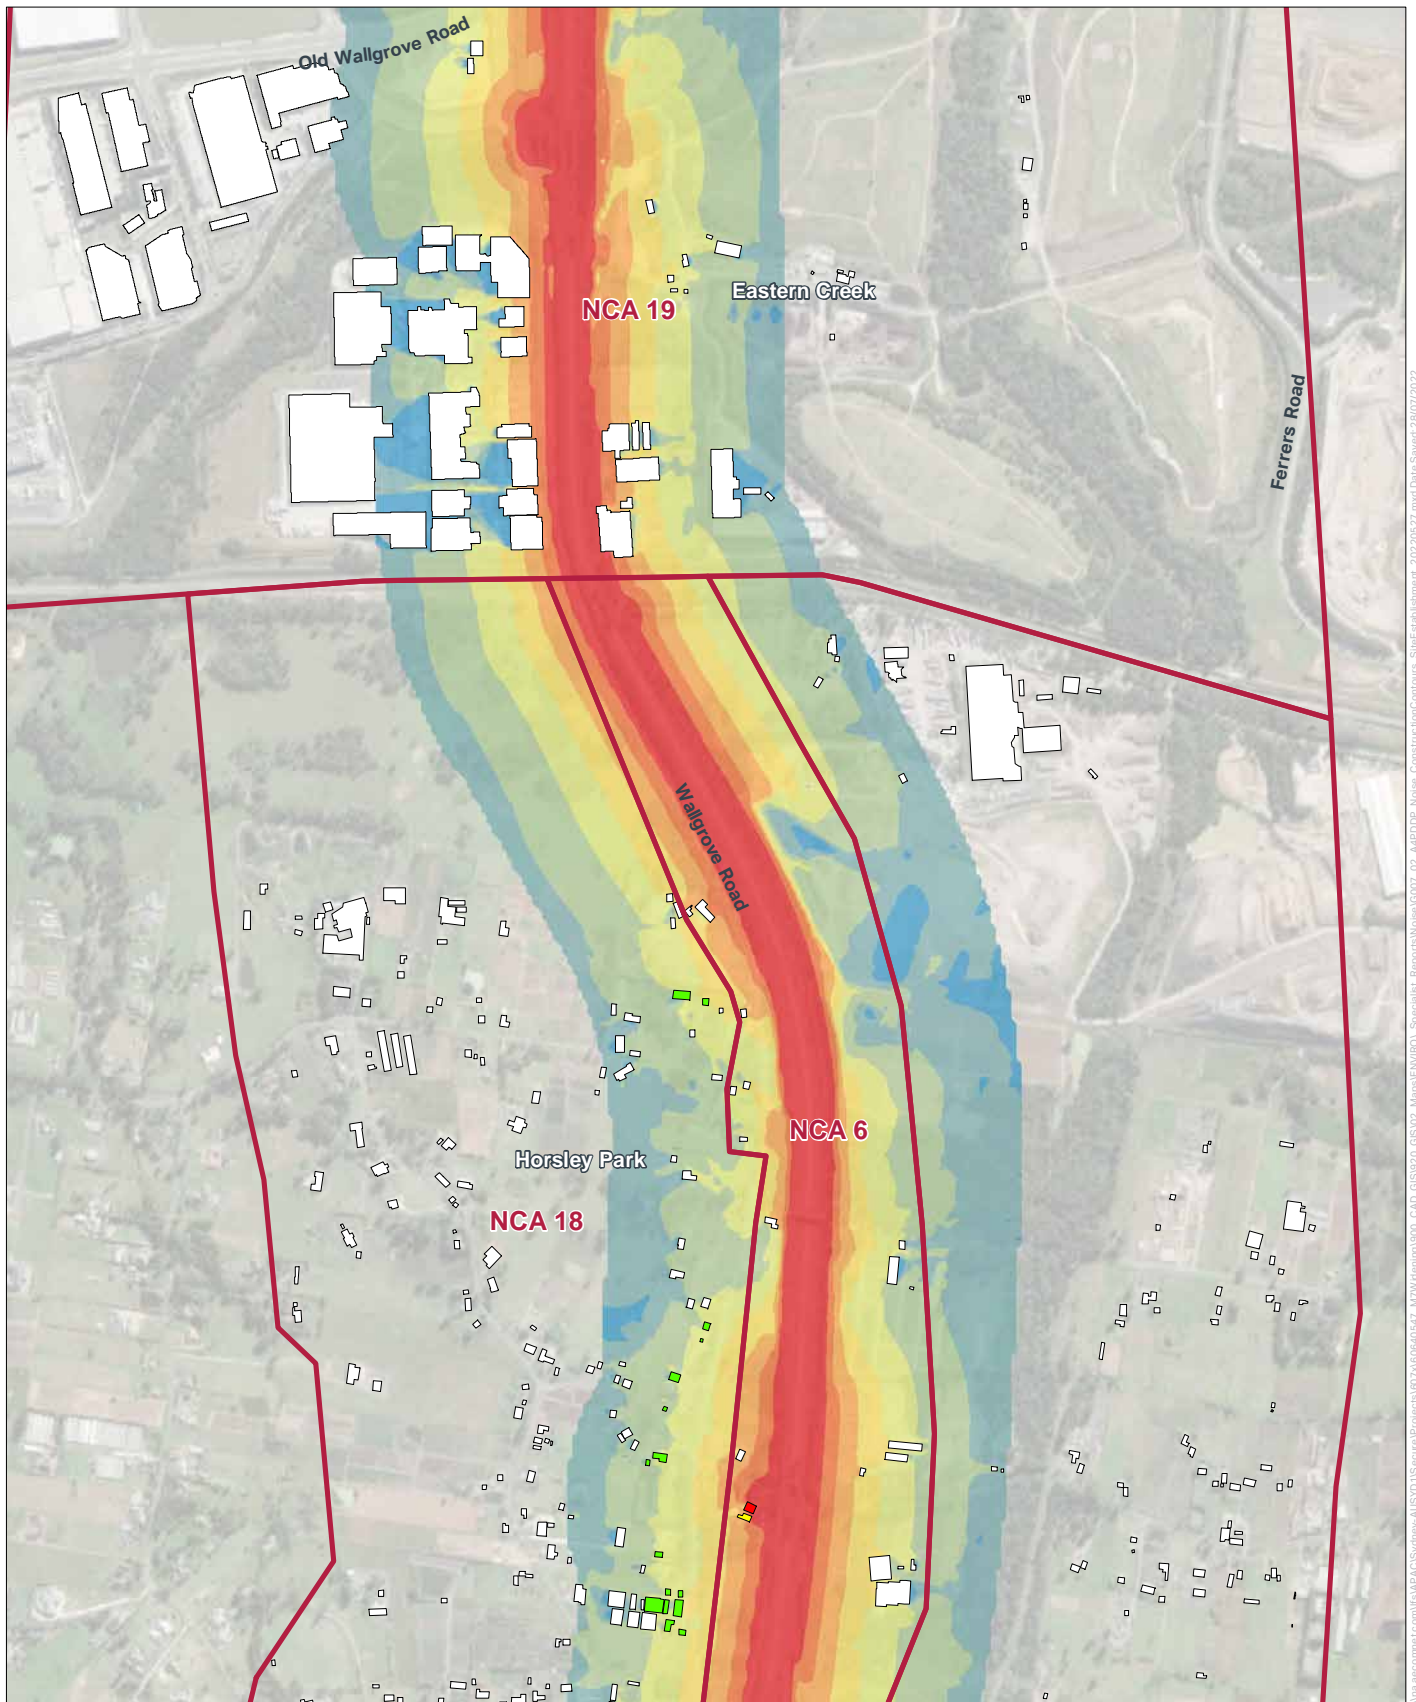 Old Wallgrove Road
NCA 19
Eastern Creek
Ferrers Road
Wallgrove Road
NCA 6
Horsley Park
NCA 18